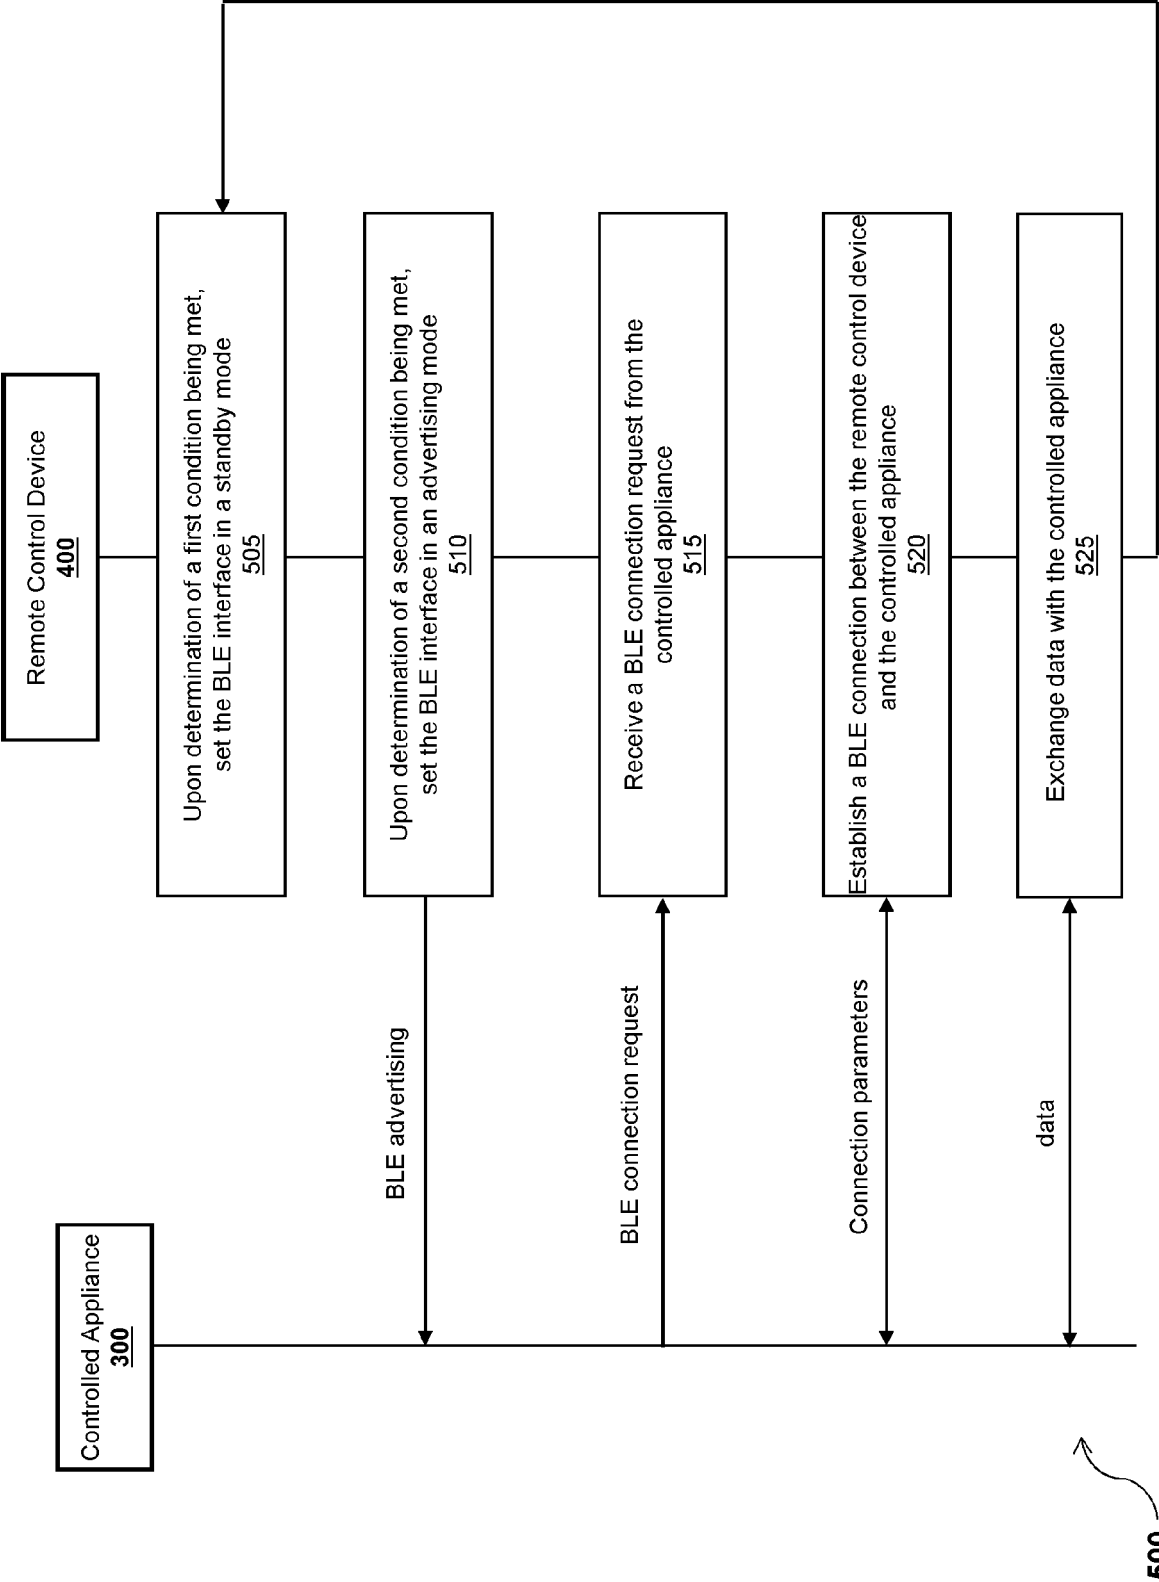 Controlled Appliance
300
Remote Control Device
400
Upon determination of a first condition being met,
set the BLE interface in a standby mode
505
Upon determination of a second condition being met,
set the BLE interface in an advertising mode
510
BLE advertising
Receive a BLE connection request from the
controlled appliance
515
BLE connection request
Establish a BLE connection between the remote control device
and the controlled appliance
520
Connection parameters
Exchange data with the controlled appliance
525
data
500